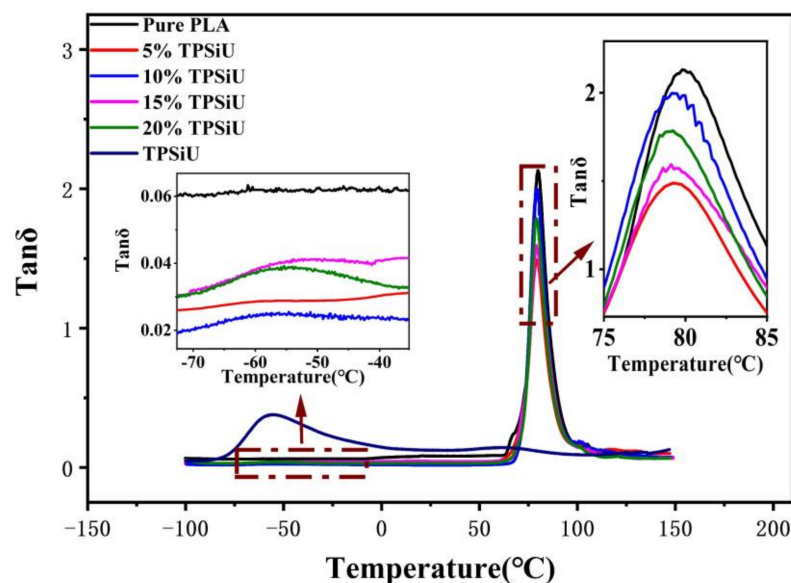 Pure PLA
5% TPSiU
10% TPSiU
15% TPSiU
20% TPSiU
TPSiU
Tanδ
3
2
1
0
-150
-100
-50
0
50
100
150
200
Temperature(℃)
Tanδ
0.06
0.04
0.02
-70
-60
-50
-40
Temperature(℃)
Tanδ
2
1
75
80
85
Temperature(℃)